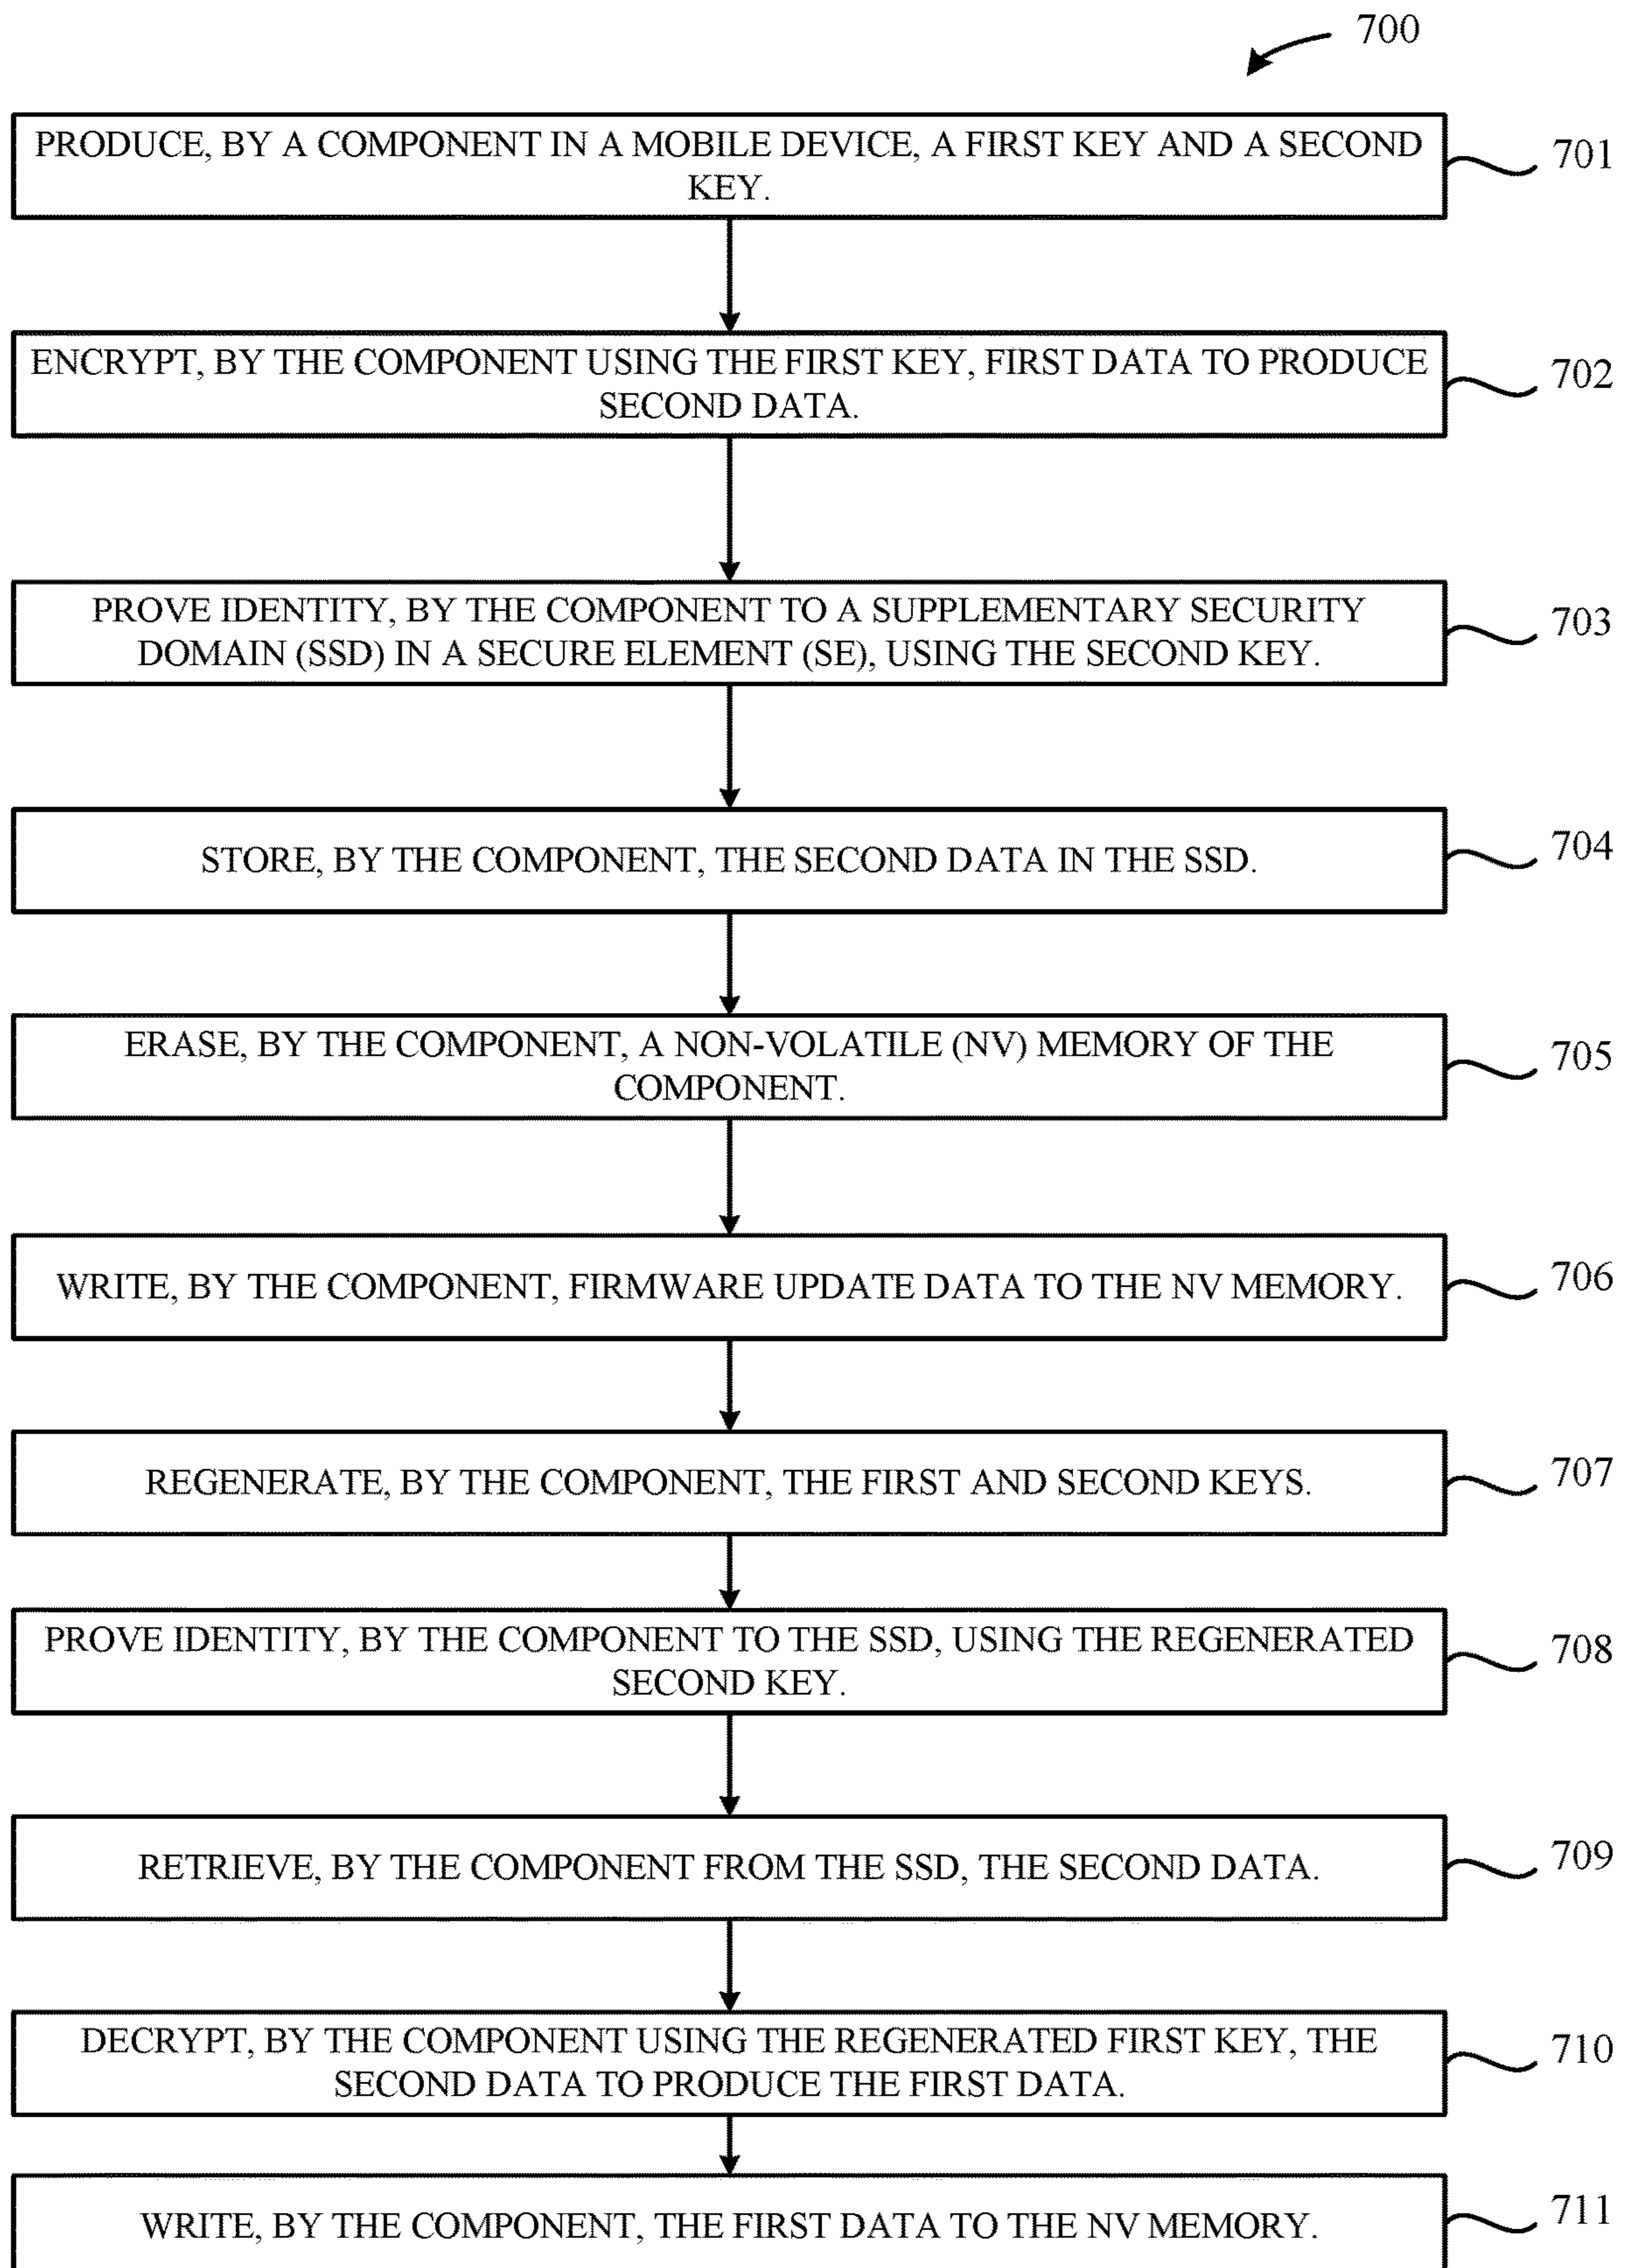 700
PRODUCE, BY A COMPONENT IN A MOBILE DEVICE, A FIRST KEY AND A SECOND
KEY.
701
ENCRYPT, BY THE COMPONENT USING THE FIRST KEY, FIRST DATA TO PRODUCE
SECOND DATA.
702
PROVE IDENTITY, BY THE COMPONENT TO A SUPPLEMENTARY SECURITY
DOMAIN (SSD) IN A SECURE ELEMENT (SE), USING THE SECOND KEY.
703
STORE, BY THE COMPONENT, THE SECOND DATA IN THE SSD.
704
ERASE, BY THE COMPONENT, A NON-VOLATILE (NV) MEMORY OF THE
COMPONENT.
705
WRITE, BY THE COMPONENT, FIRMWARE UPDATE DATA TO THE NV MEMORY.
706
REGENERATE, BY THE COMPONENT, THE FIRST AND SECOND KEYS.
707
PROVE IDENTITY, BY THE COMPONENT TO THE SSD, USING THE REGENERATED
SECOND KEY.
708
RETRIEVE, BY THE COMPONENT FROM THE SSD, THE SECOND DATA.
709
DECRYPT, BY THE COMPONENT USING THE REGENERATED FIRST KEY, THE
SECOND DATA TO PRODUCE THE FIRST DATA.
710
WRITE, BY THE COMPONENT, THE FIRST DATA TO THE NV MEMORY.
711